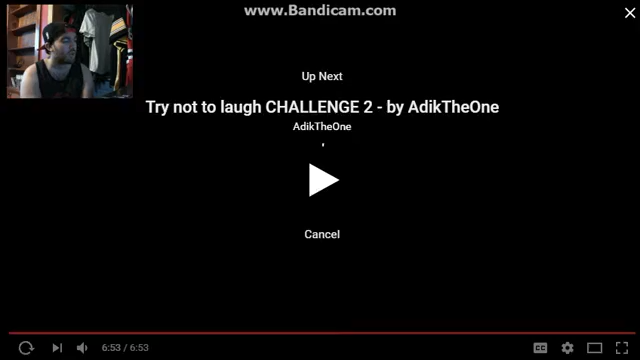 www.Bandicam.com
Up Next
Try not to laugh CHALLENGE 2 - by AdikTheOne
AdikTheOne
Cancel
6:53 / 6:53
CC